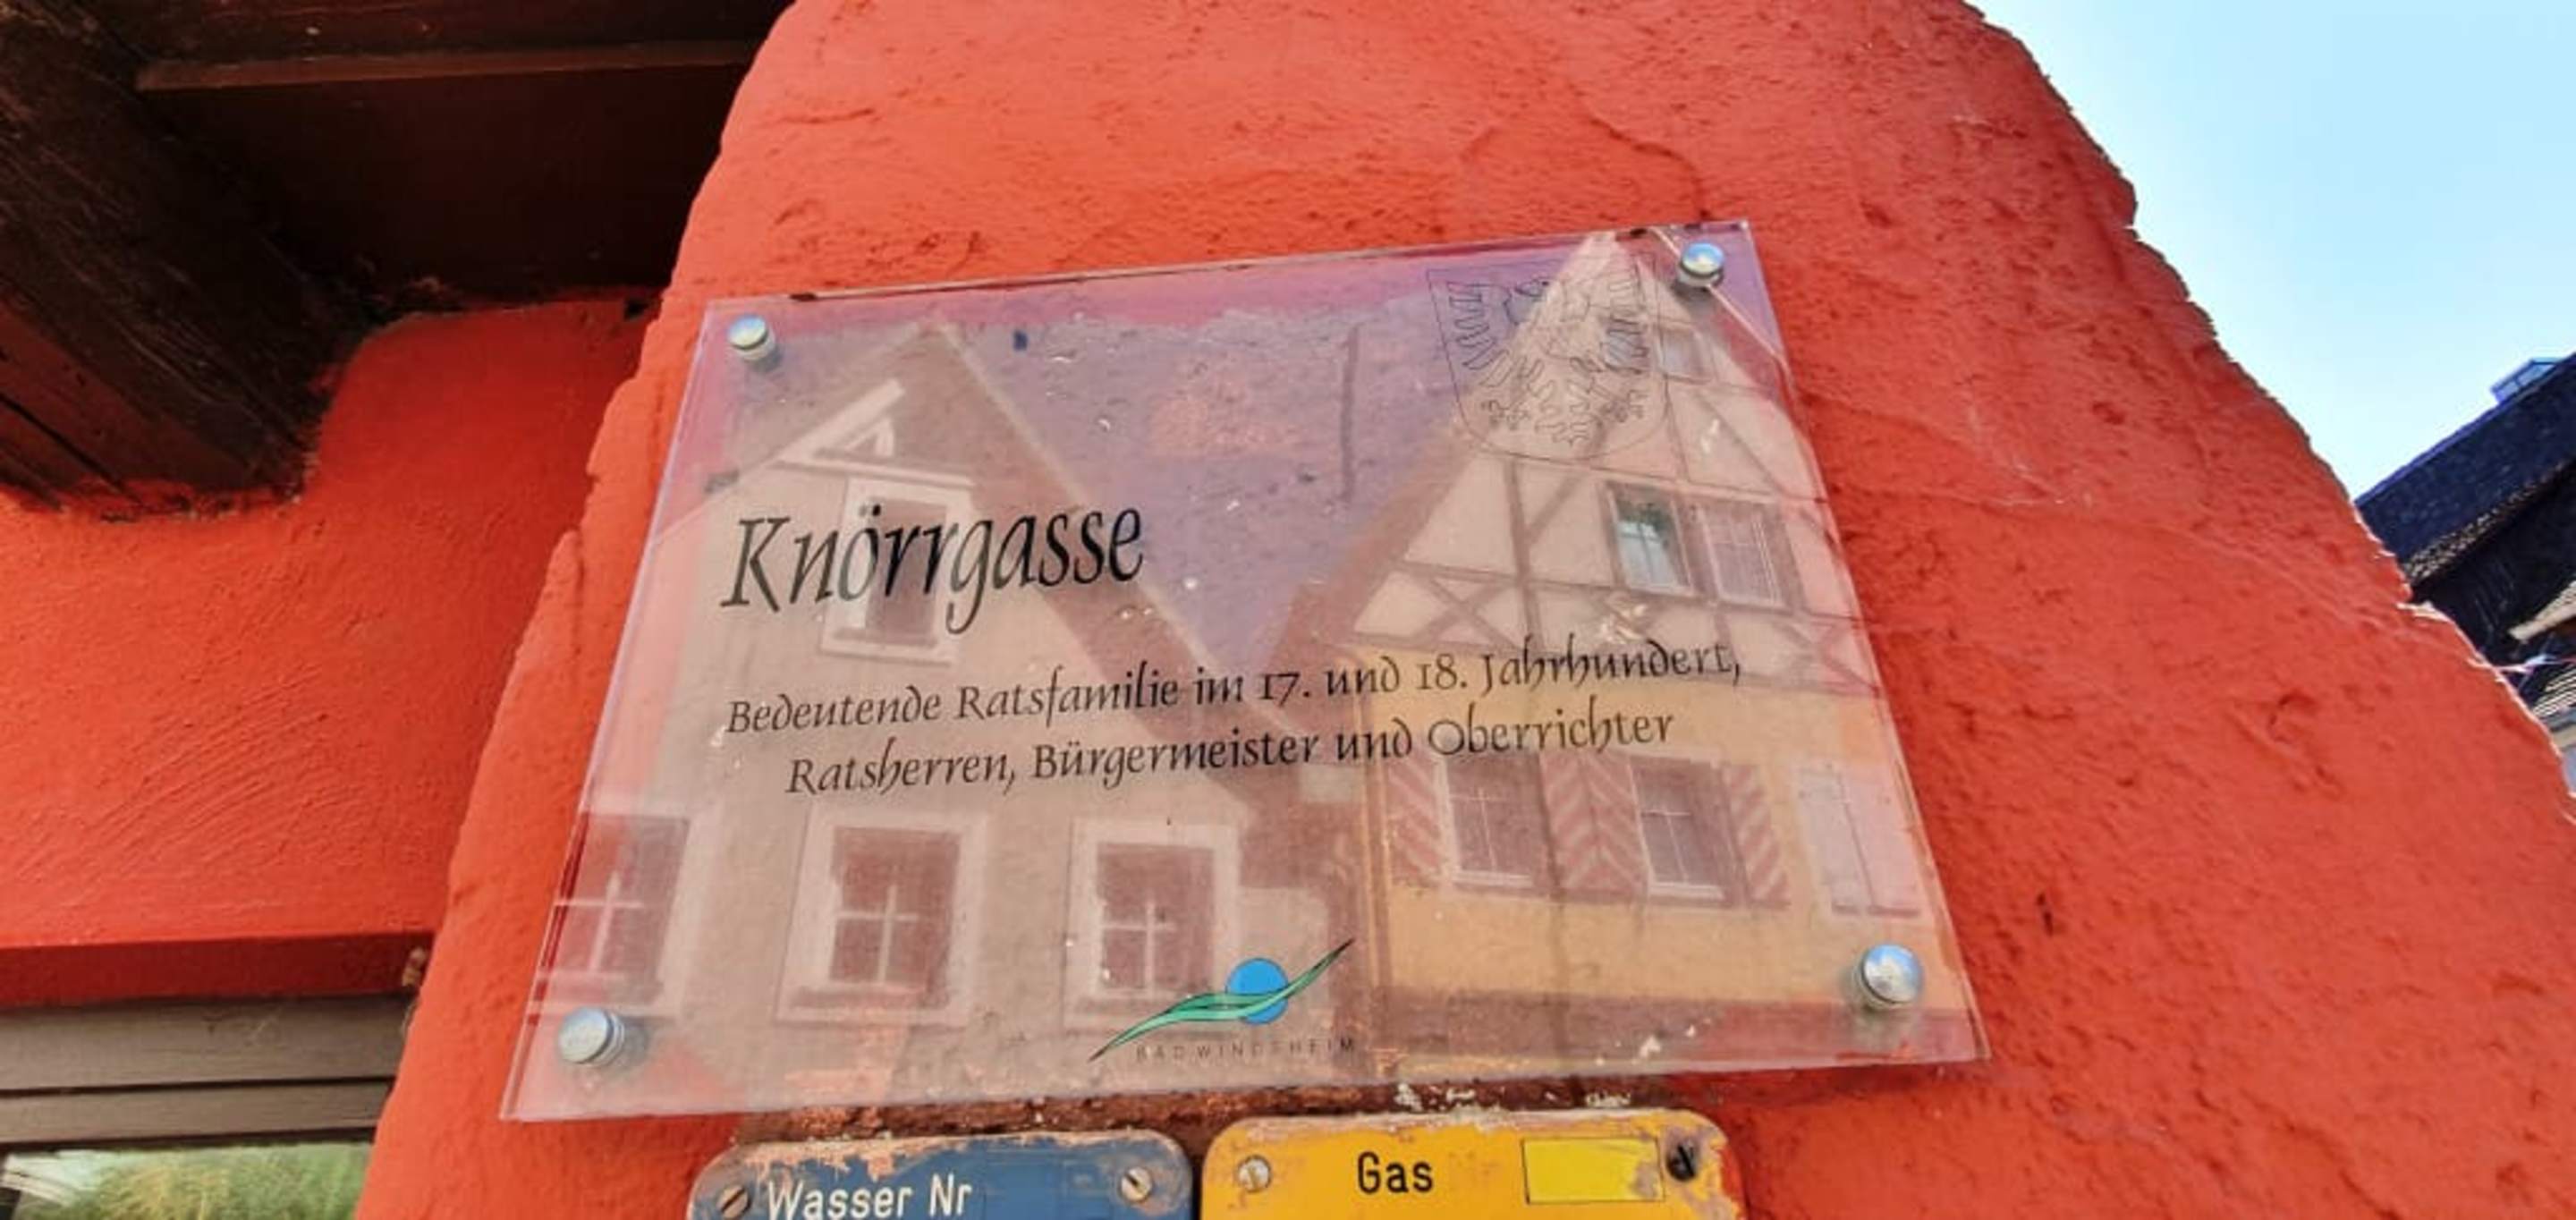 Knörrgasse
Bedeutende Ratsfamilie im 17. und 18. Jahrhundert,
Ratsherren, Bürgermeister und Oberrichter
BAD WINDSHEIM
Wasser Nr
Gas